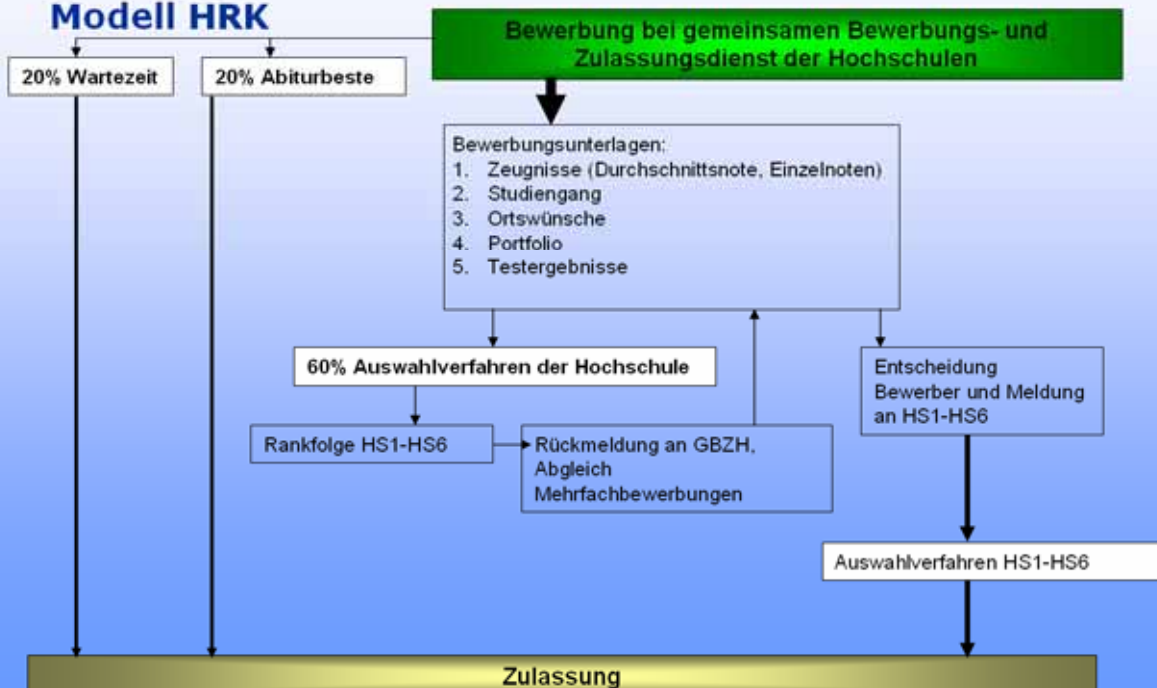 Modell HRK
Bewerbung bei gemeinsamen Bewerbungs- und
Zulassungsdienst der Hochschulen
20% Wartezeit
20% Abiturbeste
Bewerbungsunterlagen:
1. Zeugnisse (Durchschnittsnote, Einzelnoten)
2. Studiengang
3. Ortswünsche
4. Portfolio
5. Testergebnisse
60% Auswahlverfahren der Hochschule
Entscheidung
Bewerber und Meldung
an HS1-HS6
Rankfolge HS1-HS6
Rückmeldung an GBZH,
Abgleich
Mehrfachbewerbungen
Auswahlverfahren HS1-HS6
Zulassung